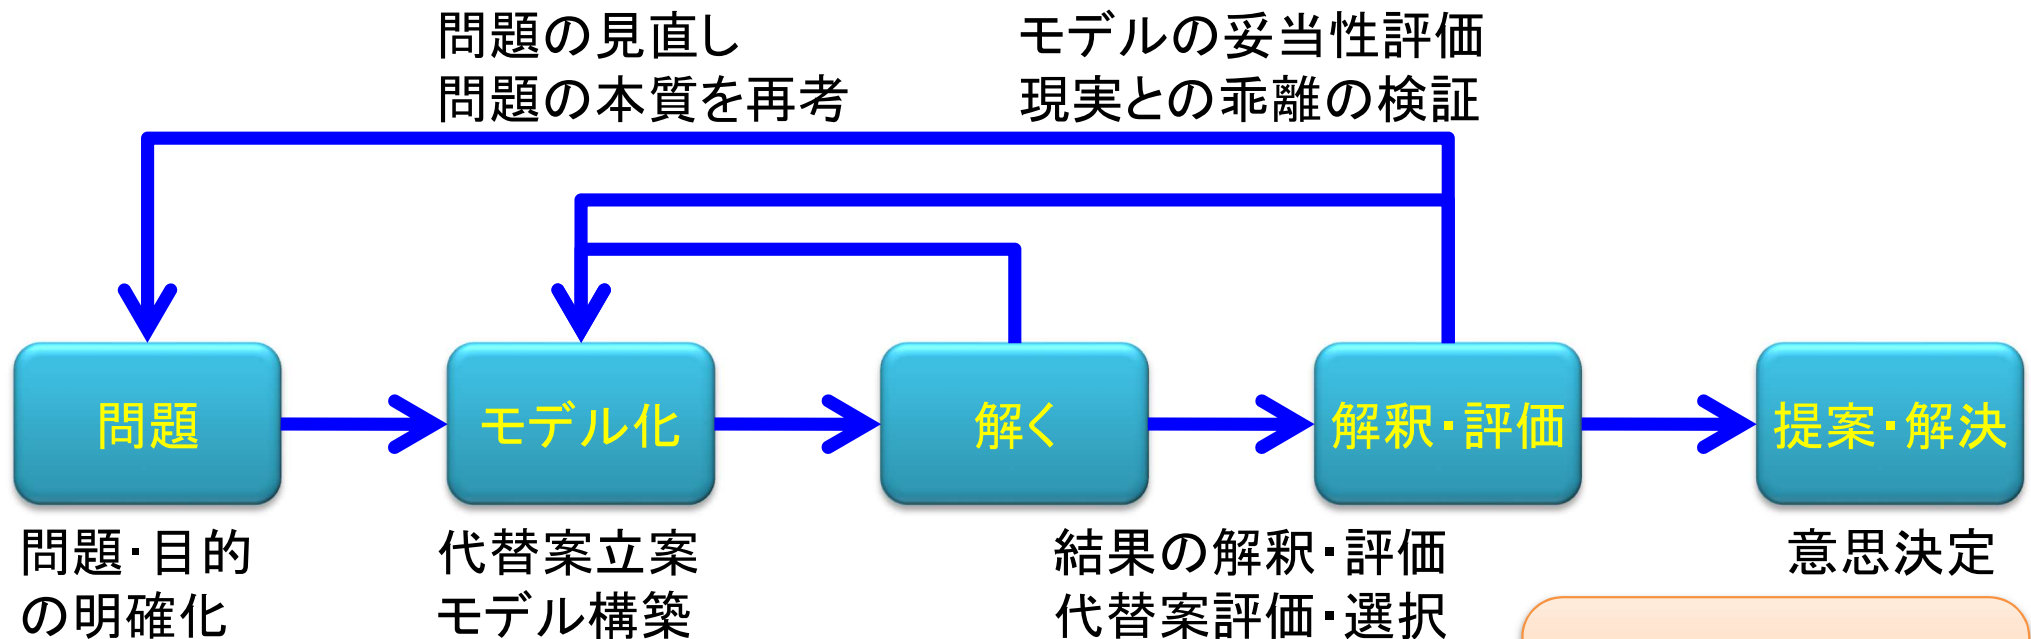 問題の見直し
問題の本質を再考
モデルの妥当性評価
現実との乖離の検証
問題
モデル化
解く
解釈・評価
提案・解決
問題・目的
の明確化
代替案立案
モデル構築
結果の解釈・評価
代替案評価・選択
意思決定